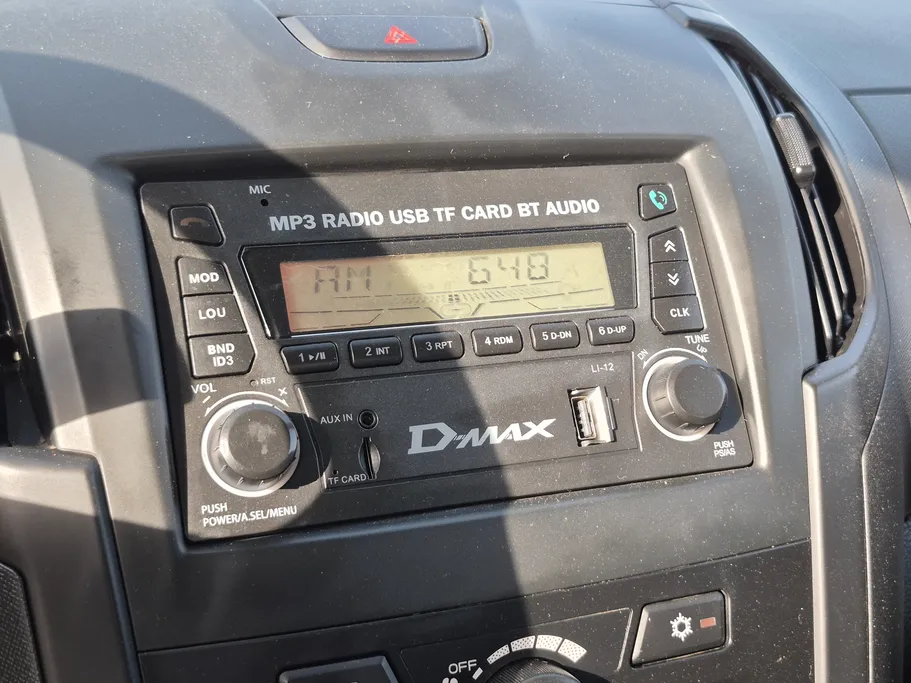 MIC
MP3 RADIO USB TF CARD BT AUDIO
MOD
LOU
BND
ID3
AM 648
CLK
1 ▶/II
2 INT
3 RPT
4 RDM
5 D-DN
6 D-UP
VOL
RST
- +
AUX IN
TF CARD
D-MAX
LI-12
TUNE
DN UP
PUSH
POWER/A.SEL/MENU
PUSH
PS/AS
OFF